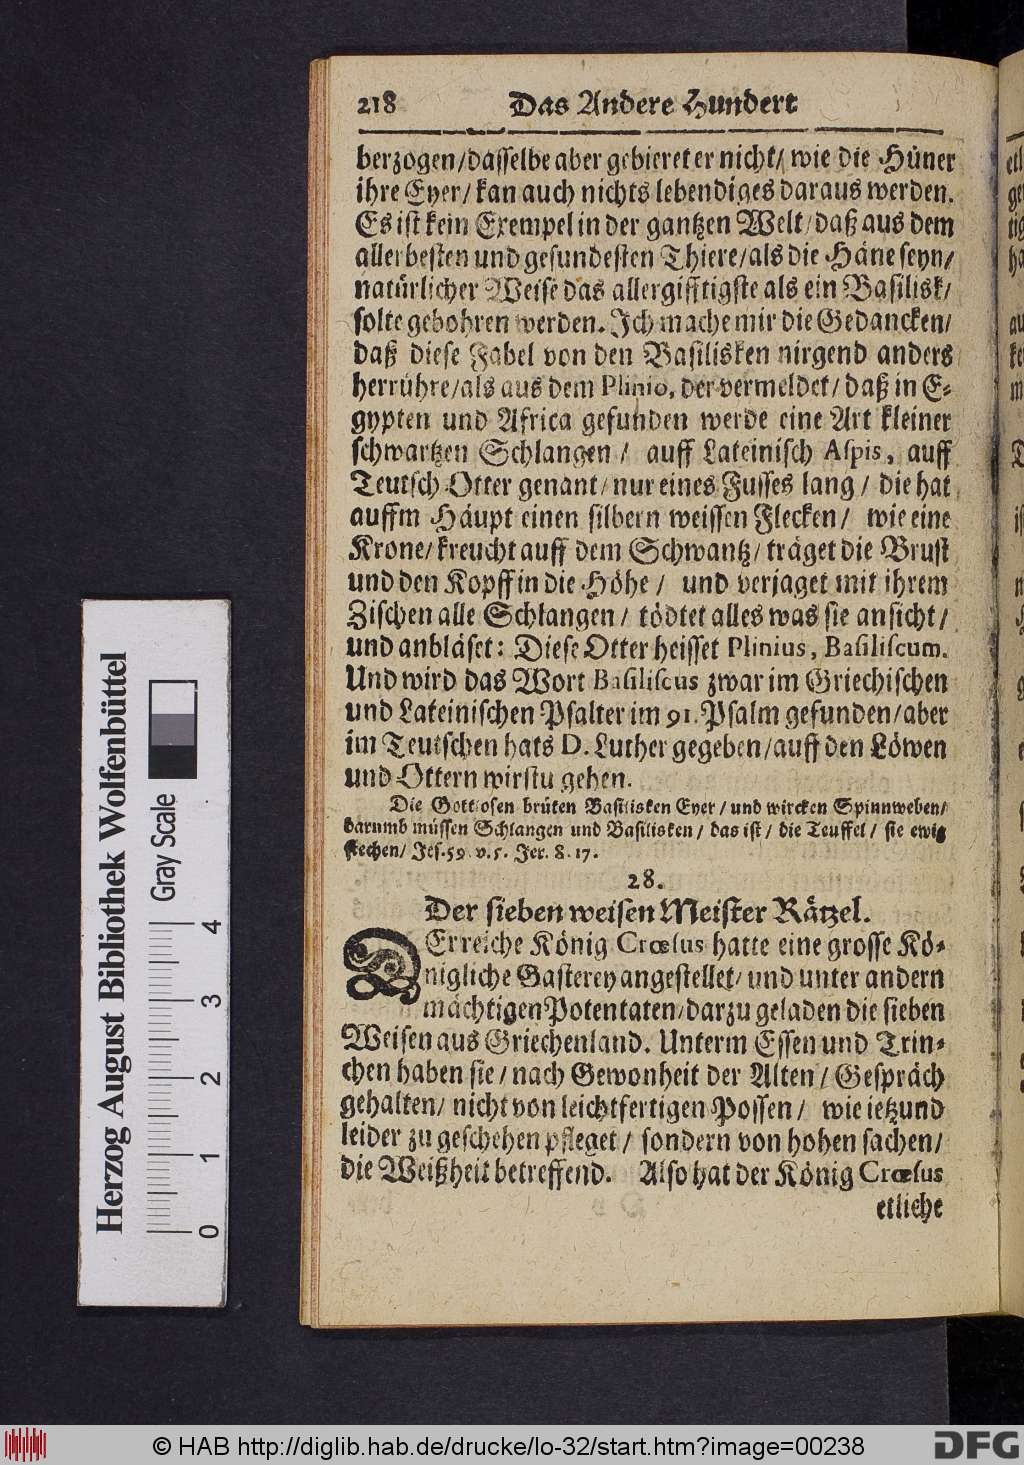 218 Das Andere Hundert
berzogen/dasselbe aber gebieret er nicht/ wie die Hüner
ihre Eyer/ kan auch nichts lebendiges daraus werden.
Es ist kein Exempel in der gantzen Welt/ daß aus dem
allerbesten und gesundesten Thiere/als die Häne seyn/
natürlicher Weise das allergifftigste als ein Basilisk/
solte gebohren werden. Ich mache mir die Gedancken/
daß diese Fabel von den Basilisken nirgend anders
herrühre/als aus dem Plinio, der vermeldet/ daß in E-
gypten und Africa gefunden werde eine Art kleiner
schwartzen Schlangen/ auff Lateinisch Aspis, auff
Teutsch Otter genant/ nur eines Fusses lang/ die hat
auffm Häupt einen silbern weissen Flecken/ wie eine
Krone/ kreucht auff dem Schwantz/ träget die Brust
und den Kopff in die Höhe/ und verjaget mit ihrem
Zischen alle Schlangen/ tödtet alles was sie ansicht/
und anbläset: Diese Otter heisset Plinius, Basiliscum.
Und wird das Wort Basiliscus zwar im Griechischen
und Lateinischen Psalter im 91. Psalm gefunden/aber
im Teutschen hats D. Luther gegeben/auff den Löwen
und Ottern wirstu gehen.
Die Gottlosen brüten Basilisken Eyer/ und wircken Spinnweben/
darumb müssen Schlangen und Basilisken/ das ist/ die Teuffel/ sie ewig
stechen/ Jes. 59. v. 5. Jer. 8. 17.
28.
Der sieben weisen Meister Rätzel.
DErreiche König Crœsus hatte eine grosse Kö-
nigliche Gasterey angestellet/ und unter andern
mächtigen Potentaten/darzu geladen die sieben
Weisen aus Griechenland. Unterm Essen und Trin-
chen haben sie/ nach Gewonheit der Alten/ Gespräch
gehalten/ nicht von leichtfertigen Possen/ wie ietzund
leider zu geschehen pfleget/ sondern von hohen sachen/
die Weißheit betreffend. Also hat der König Crœsus
etliche
Herzog August Bibliothek Wolfenbüttel
Gray Scale
0 1 2 3 4
© HAB http://diglib.hab.de/drucke/lo-32/start.htm?image=00238
DFG